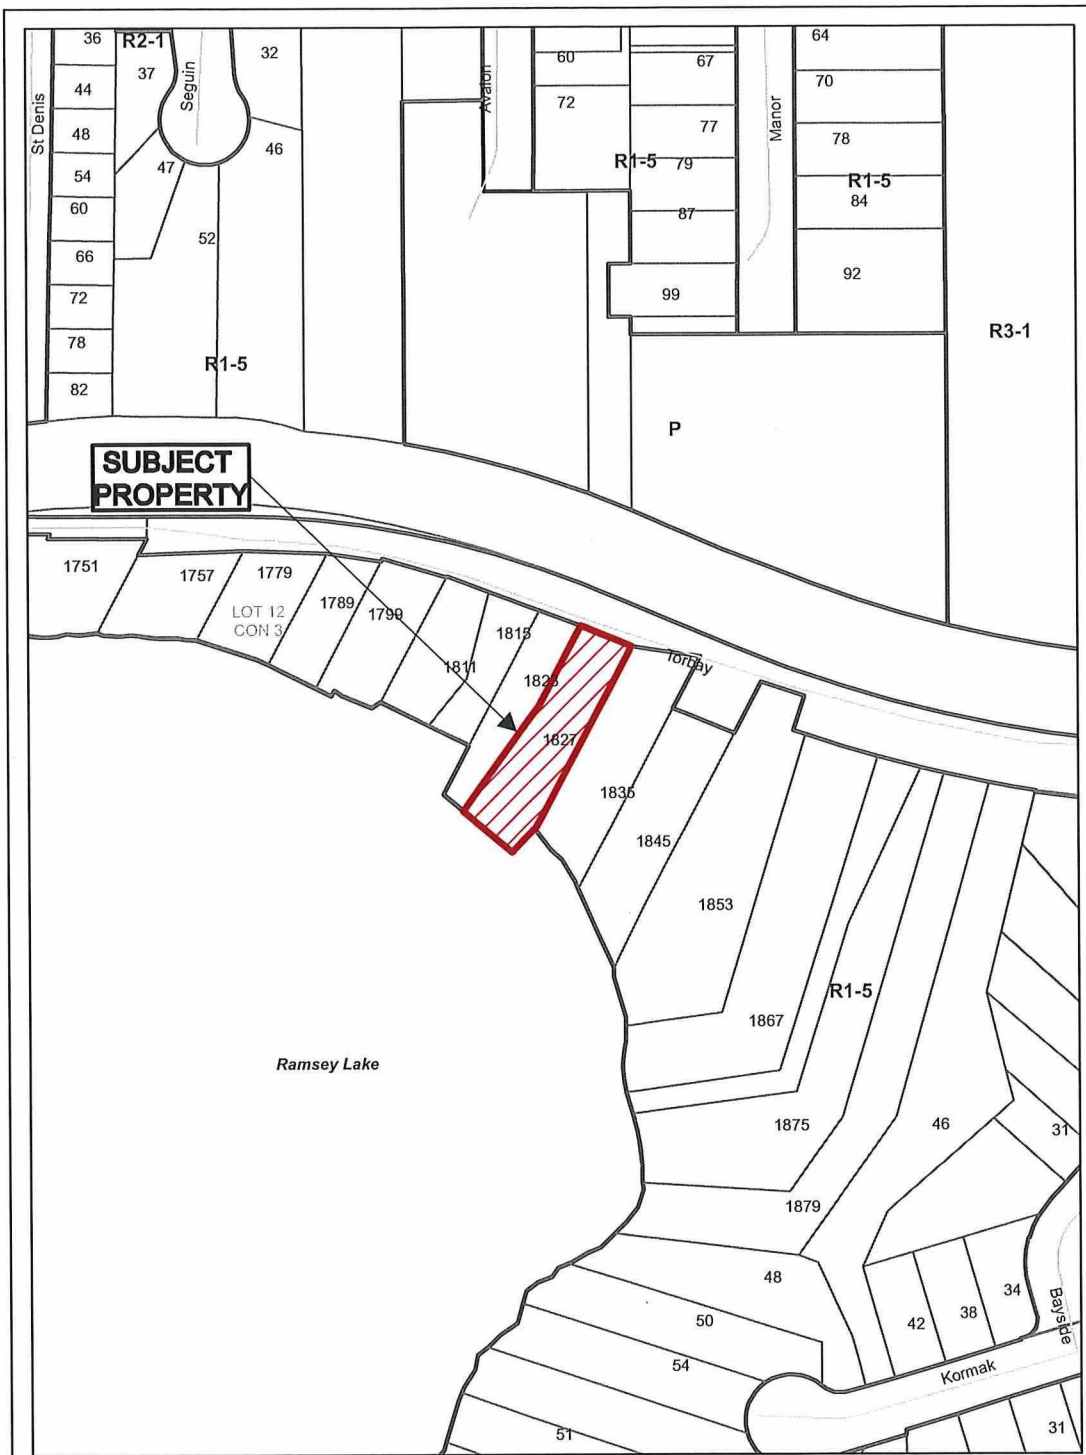 36
R2-1
32
64
37
Seguin
60
67
44
St Denis
Avalon
72
70
48
77
Manor
78
47
46
R1-5
79
54
R1-5
84
60
87
52
66
92
72
99
R3-1
78
R1-5
82
P
SUBJECT
PROPERTY
1751
1757
1779
LOT 12
CON 3
1789
1799
1815
1811
1823
Torbay
1827
1835
1845
1853
R1-5
1867
Ramsey Lake
1875
46
31
1879
48
34
50
42
38
Bayside
54
Kormak
51
31